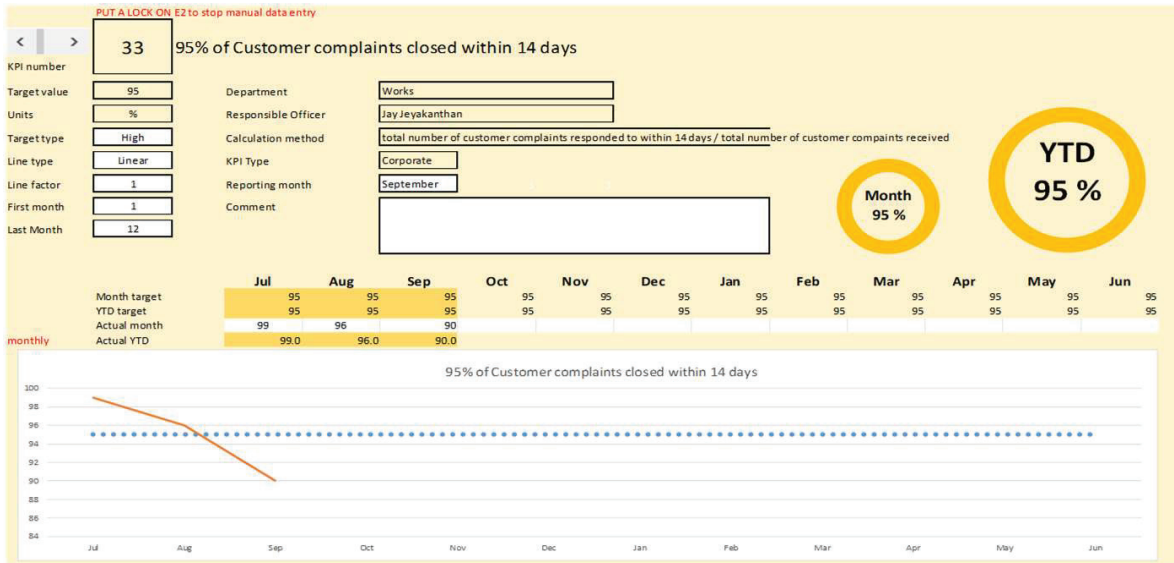 PUT A LOCK ON E2 to stop manual data entry
< >
KPI number
33
95% of Customer complaints closed within 14 days
Target value 95 Department Works
Units % Responsible Officer Jay Jeyakanthan
Target type High Calculation method total number of customer complaints responded to within 14 days / total number of customer compaints received
Line type Linear KPI Type Corporate
Line factor 1 Reporting month September
First month 1 Comment
Last Month 12
Month
95 %
YTD
95 %
Jul Aug Sep Oct Nov Dec Jan Feb Mar Apr May Jun
Month target 95 95 95 95 95 95 95 95 95 95 95 95
YTD target 95 95 95 95 95 95 95 95 95 95 95 95
Actual month 99 96 90
monthly Actual YTD 99.0 96.0 90.0
95% of Customer complaints closed within 14 days
100
98
96
94
92
90
88
86
84
Jul Aug Sep Oct Nov Dec Jan Feb Mar Apr May Jun